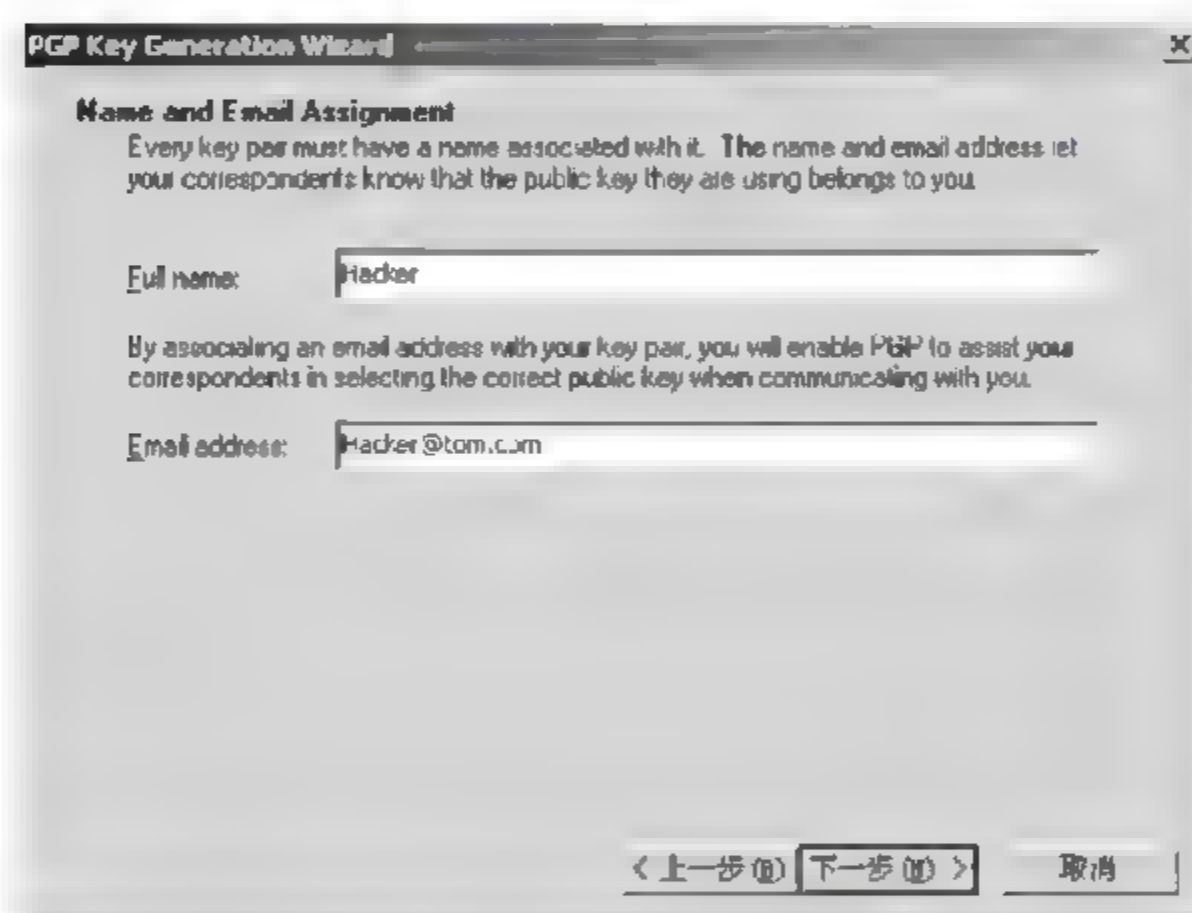 PGP Key Generation Wizard
Name and Email Assignment
Every key pair must have a name associated with it. The name and email address let
your correspondents know that the public key they are using belongs to you.
Full name:
Hacker
By associating an email address with your key pair, you will enable PGP to assist your
correspondents in selecting the correct public key when communicating with you.
Email address:
Hacker@tom.com
< 上一步(B) 下一步(N) > 取消